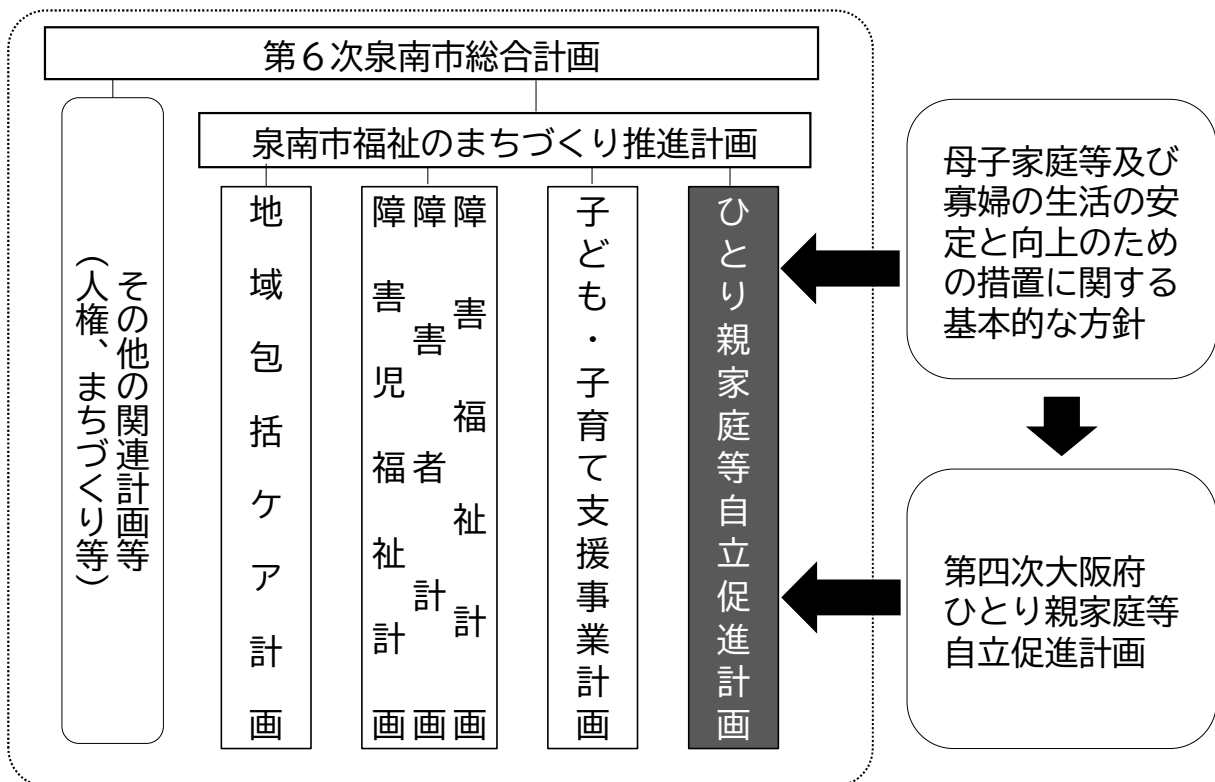 第６次泉南市総合計画
泉南市福祉のまちづくり推進計画
その他の関連計画等
（人権、まちづくり等）
地域包括ケア計画
障害福祉計画
障害者計画
障害児福祉計画
子ども・子育て支援事業計画
ひとり親家庭等自立促進計画
母子家庭等及び
寡婦の生活の安
定と向上のため
の措置に関する
基本的な方針
第四次大阪府
ひとり親家庭等
自立促進計画